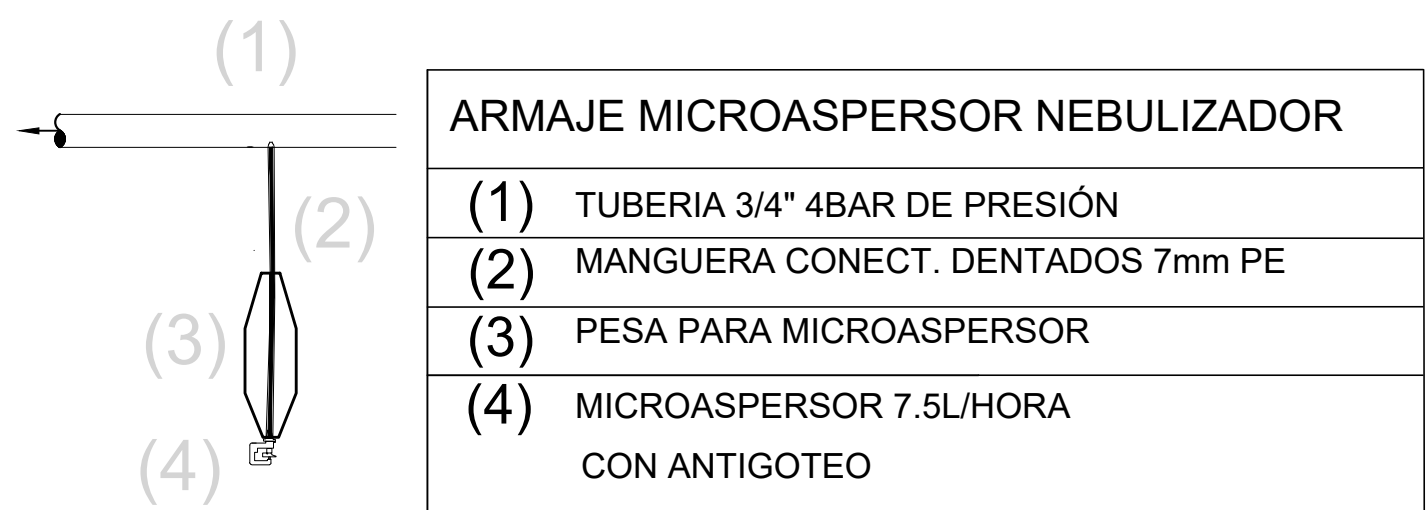 (1)
(2)
(3)
(4)
ARMAJE MICROASPERSOR NEBULIZADOR
(1) TUBERIA 3/4" 4BAR DE PRESIÓN
(2) MANGUERA CONECT. DENTADOS 7mm PE
(3) PESA PARA MICROASPERSOR
(4) MICROASPERSOR 7.5L/HORA
CON ANTIGOTEO